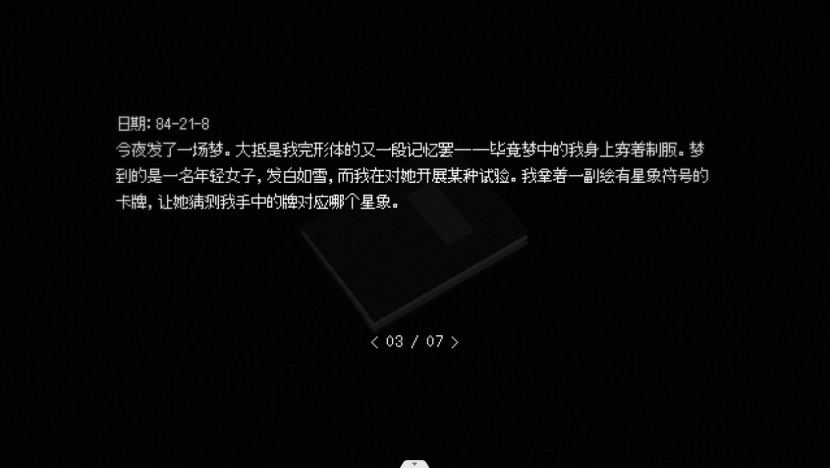 日期: 84-21-8
今夜发了一场梦。大抵是我完形体的又一段记忆罢——毕竟梦中的我身上穿着制服。梦
到的是一名年轻女子, 发白如雪, 而我在对她开展某种试验。我拿着一副绘有星象符号的
卡牌, 让她猜测我手中的牌对应哪个星象。
< 03 / 07 >